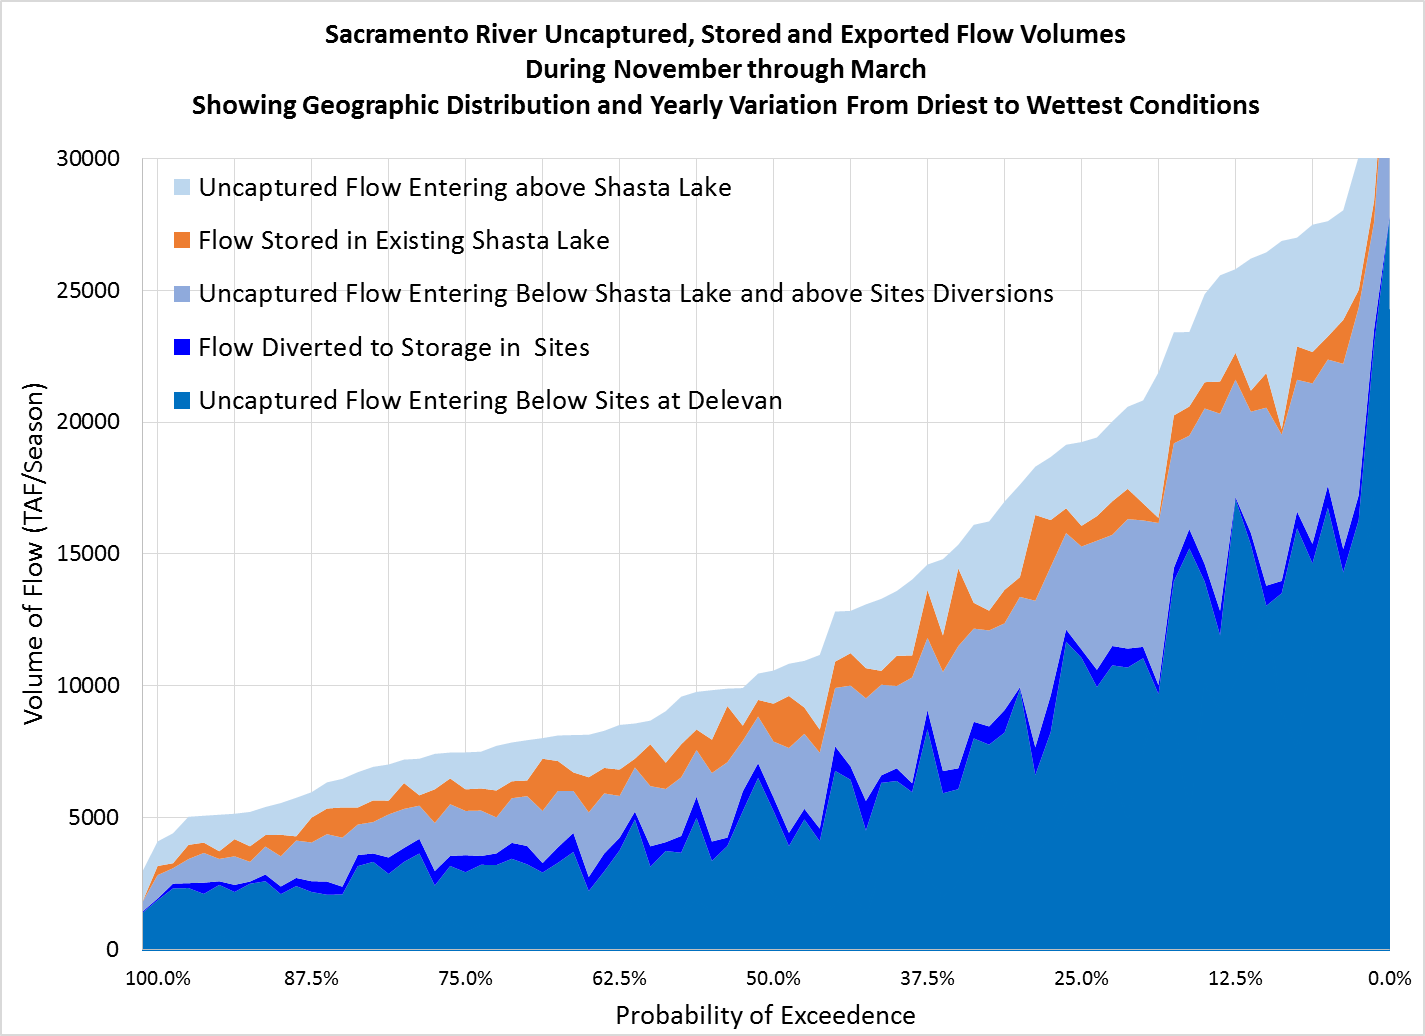 Sacramento River Uncaptured, Stored and Exported Flow Volumes
During November through March
Showing Geographic Distribution and Yearly Variation From Driest to Wettest Conditions
30000
25000
20000
15000
10000
5000
0
Volume of Flow (TAF/Season)
Uncaptured Flow Entering above Shasta Lake
Flow Stored in Existing Shasta Lake
Uncaptured Flow Entering Below Shasta Lake and above Sites Diversions
Flow Diverted to Storage in  Sites
Uncaptured Flow Entering Below Sites at Delevan
100.0% 87.5% 75.0% 62.5% 50.0% 37.5% 25.0% 12.5% 0.0%
Probability of Exceedence